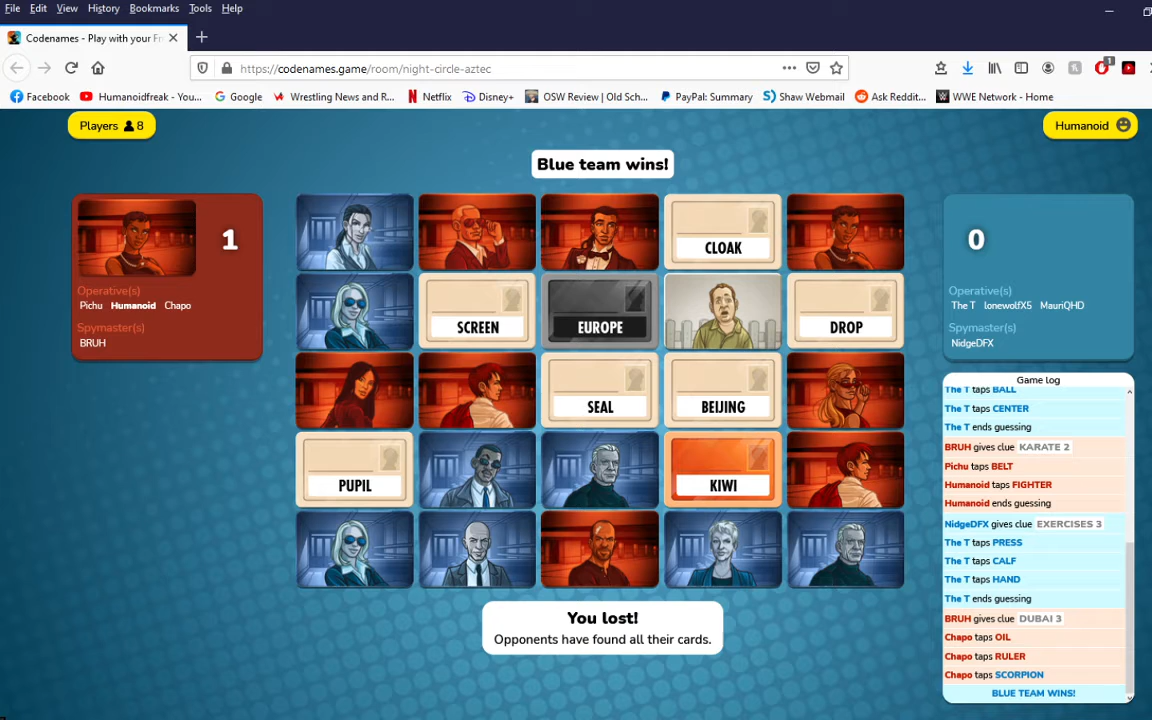 File Edit View History Bookmarks Tools Help
Codenames - Play with your Fr
https://codenames.game/room/night-circle-aztec
1
Facebook Humanoidfreak - You... Google Wrestling News and R... Netflix Disney+ OSW Review | Old Sch... PayPal: Summary Shaw Webmail Ask Reddit... WWE Network - Home
Players 8
Humanoid
Blue team wins!
1
Operative(s)
Pichu Humanoid Chapo
Spymaster(s)
BRUH
CLOAK
SCREEN
EUROPE
DROP
SEAL
BEIJING
PUPIL
KIWI
You lost!
Opponents have found all their cards.
0
Operative(s)
The T lonewolfX5 MauriQHD
Spymaster(s)
NidgeDFX
Game log
The T taps BALL
The T taps CENTER
The T ends guessing
BRUH gives clue KARATE 2
Pichu taps BELT
Humanoid taps FIGHTER
Humanoid ends guessing
NidgeDFX gives clue EXERCISES 3
The T taps PRESS
The T taps CALF
The T taps HAND
The T ends guessing
BRUH gives clue DUBAI 3
Chapo taps OIL
Chapo taps RULER
Chapo taps SCORPION
BLUE TEAM WINS!